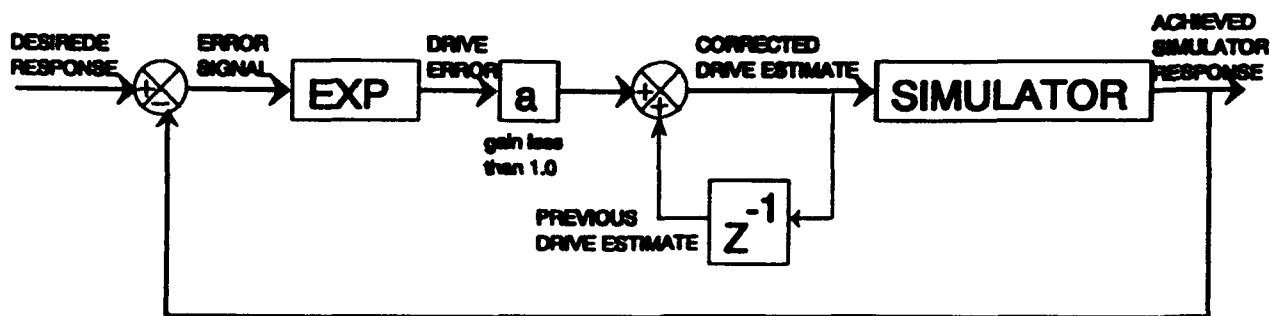 DESIREDE
RESPONSE
ERROR
SIGNAL
EXP
DRIVE
ERROR
a
gain less
than 1.0
CORRECTED
DRIVE ESTIMATE
SIMULATOR
ACHIEVED
SIMULATOR
RESPONSE
+
−
+
+
PREVIOUS
DRIVE ESTIMATE
Z-1